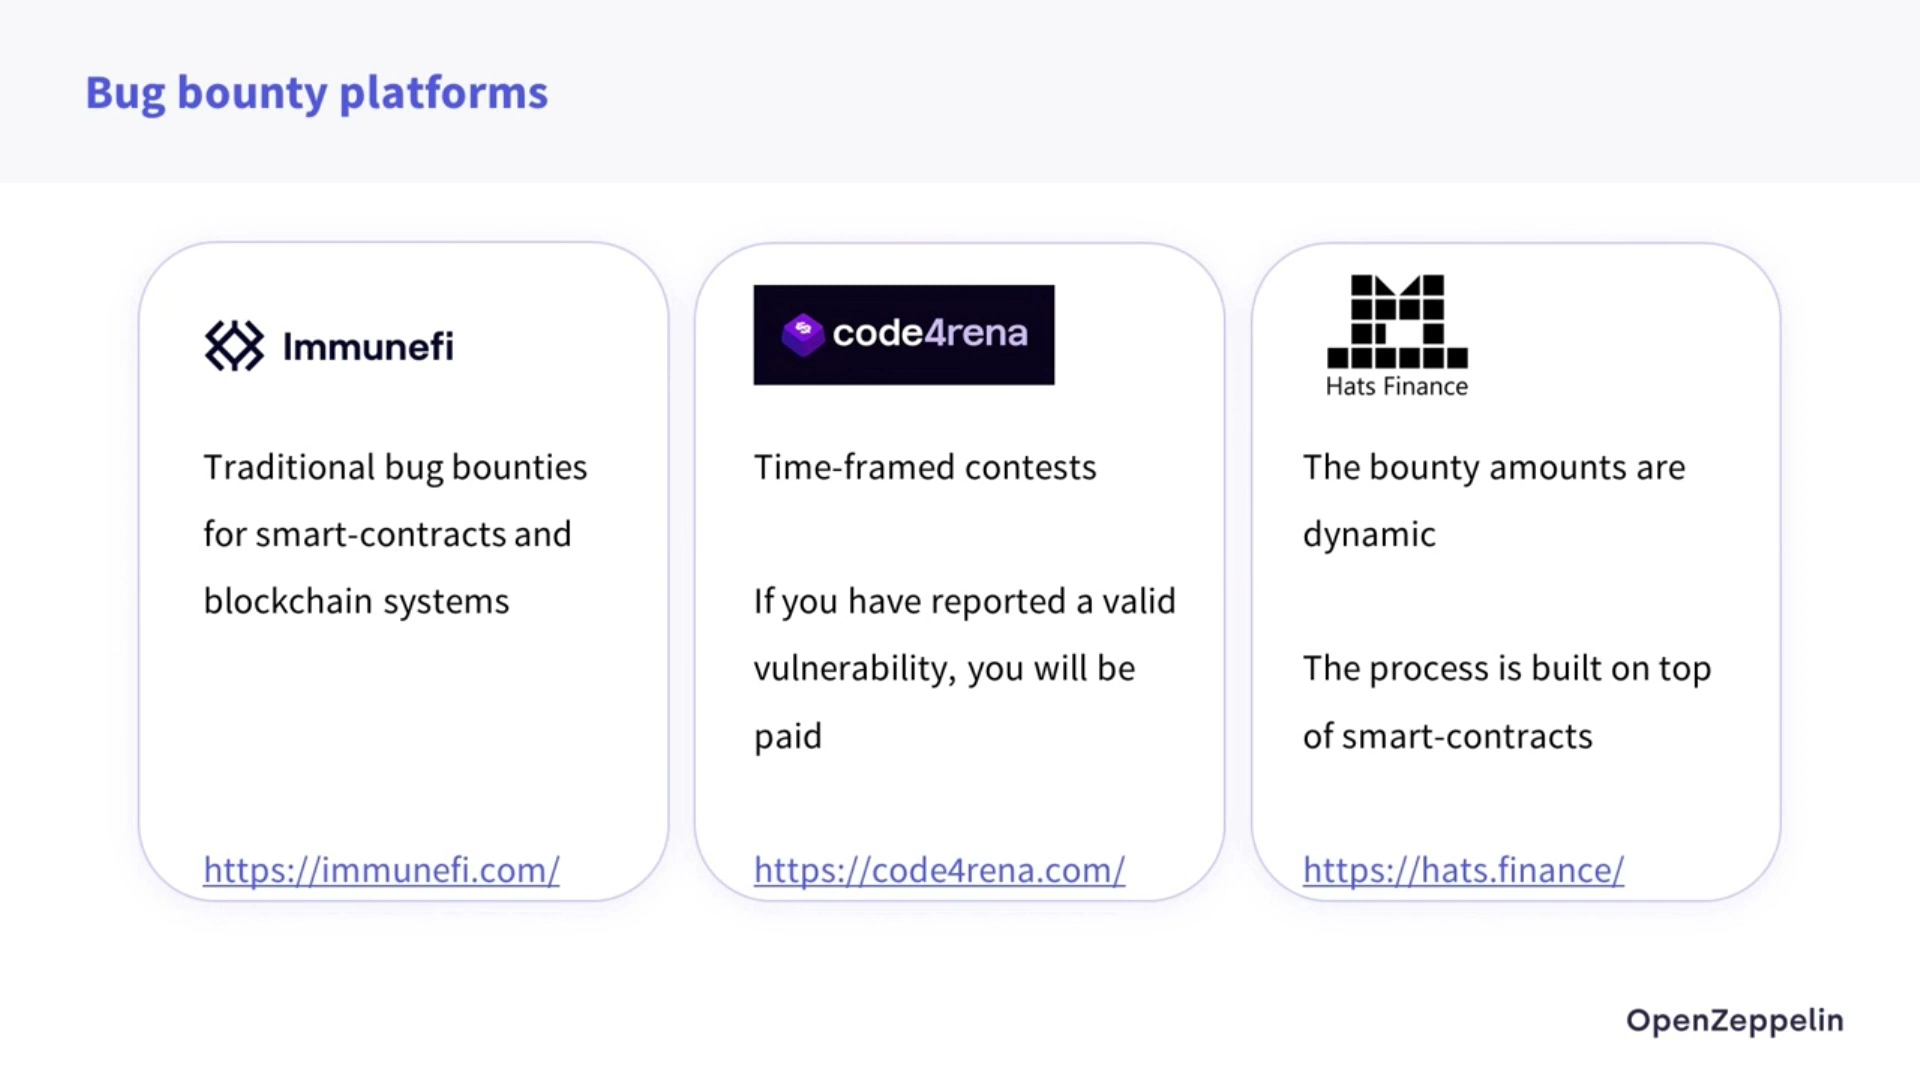 Bug bounty platforms
Immunefi
Traditional bug bounties
for smart-contracts and
blockchain systems
https://immunefi.com/
code4rena
Time-framed contests
If you have reported a valid
vulnerability, you will be
paid
https://code4rena.com/
Hats Finance
The bounty amounts are
dynamic
The process is built on top
of smart-contracts
https://hats.finance/
OpenZeppelin